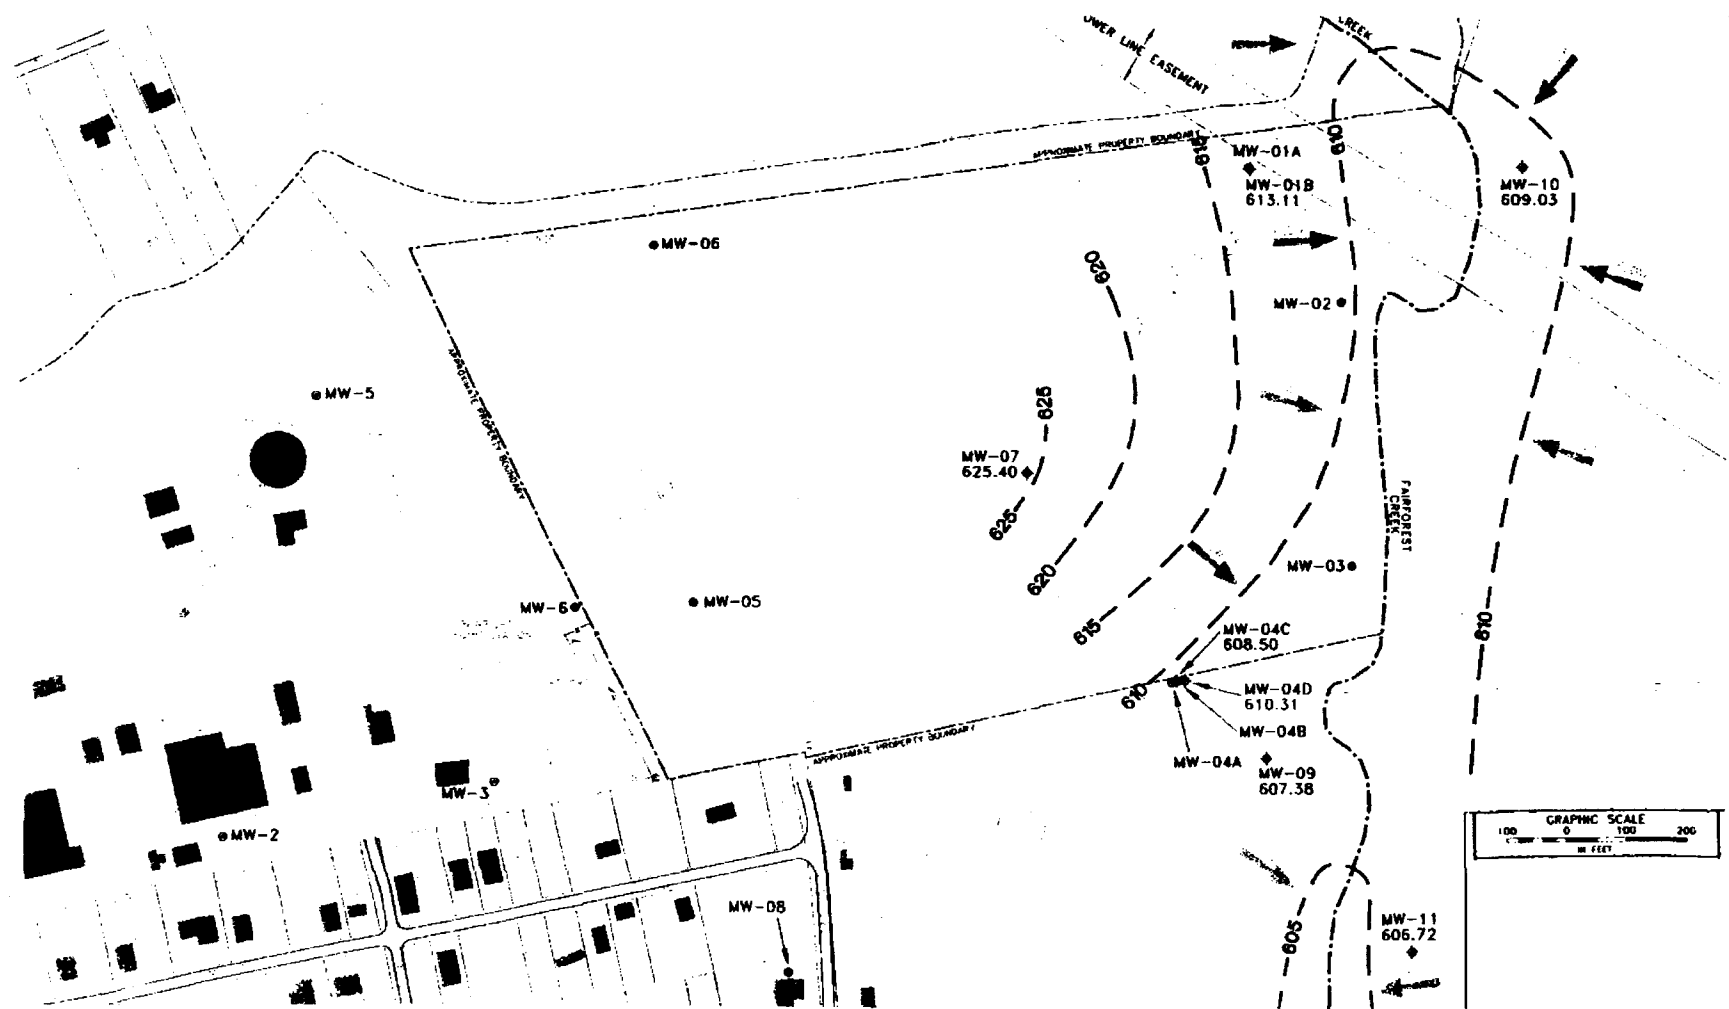 CREEK
POWER LINE EASEMENT
APPROXIMATE PROPERTY BOUNDARY
615
610
MW-01A
MW-01B
613.11
MW-10
609.03
MW-06
620
MW-02
APPROXIMATE PROPERTY BOUNDARY
MW-5
625
MW-07
625.40
625
FAIRFOREST
CREEK
MW-03
620
MW-6
MW-05
615
610
MW-04C
608.50
610
MW-04D
610.31
MW-04B
MW-04A
MW-09
607.38
APPROXIMATE PROPERTY BOUNDARY
MW-3
MW-2
GRAPHIC SCALE
100 0 100 200
IN FEET
MW-08
605
MW-11
606.72